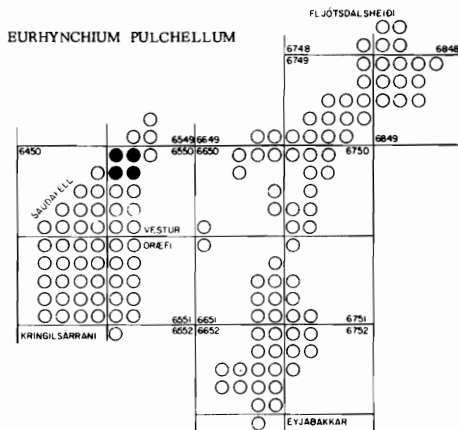 FLJÓTSDALSHEIÐI
EURHYNCHIUM PULCHELLUM
6748 6848
6749
6549 6649 6849
6450 6550 6650 6750
SAUÐAFELL
VESTUR
ÖRÆFI
6551 6651 6751
KRINGILSÁRRANI 6552 6652 6752
EYJABAKKAR